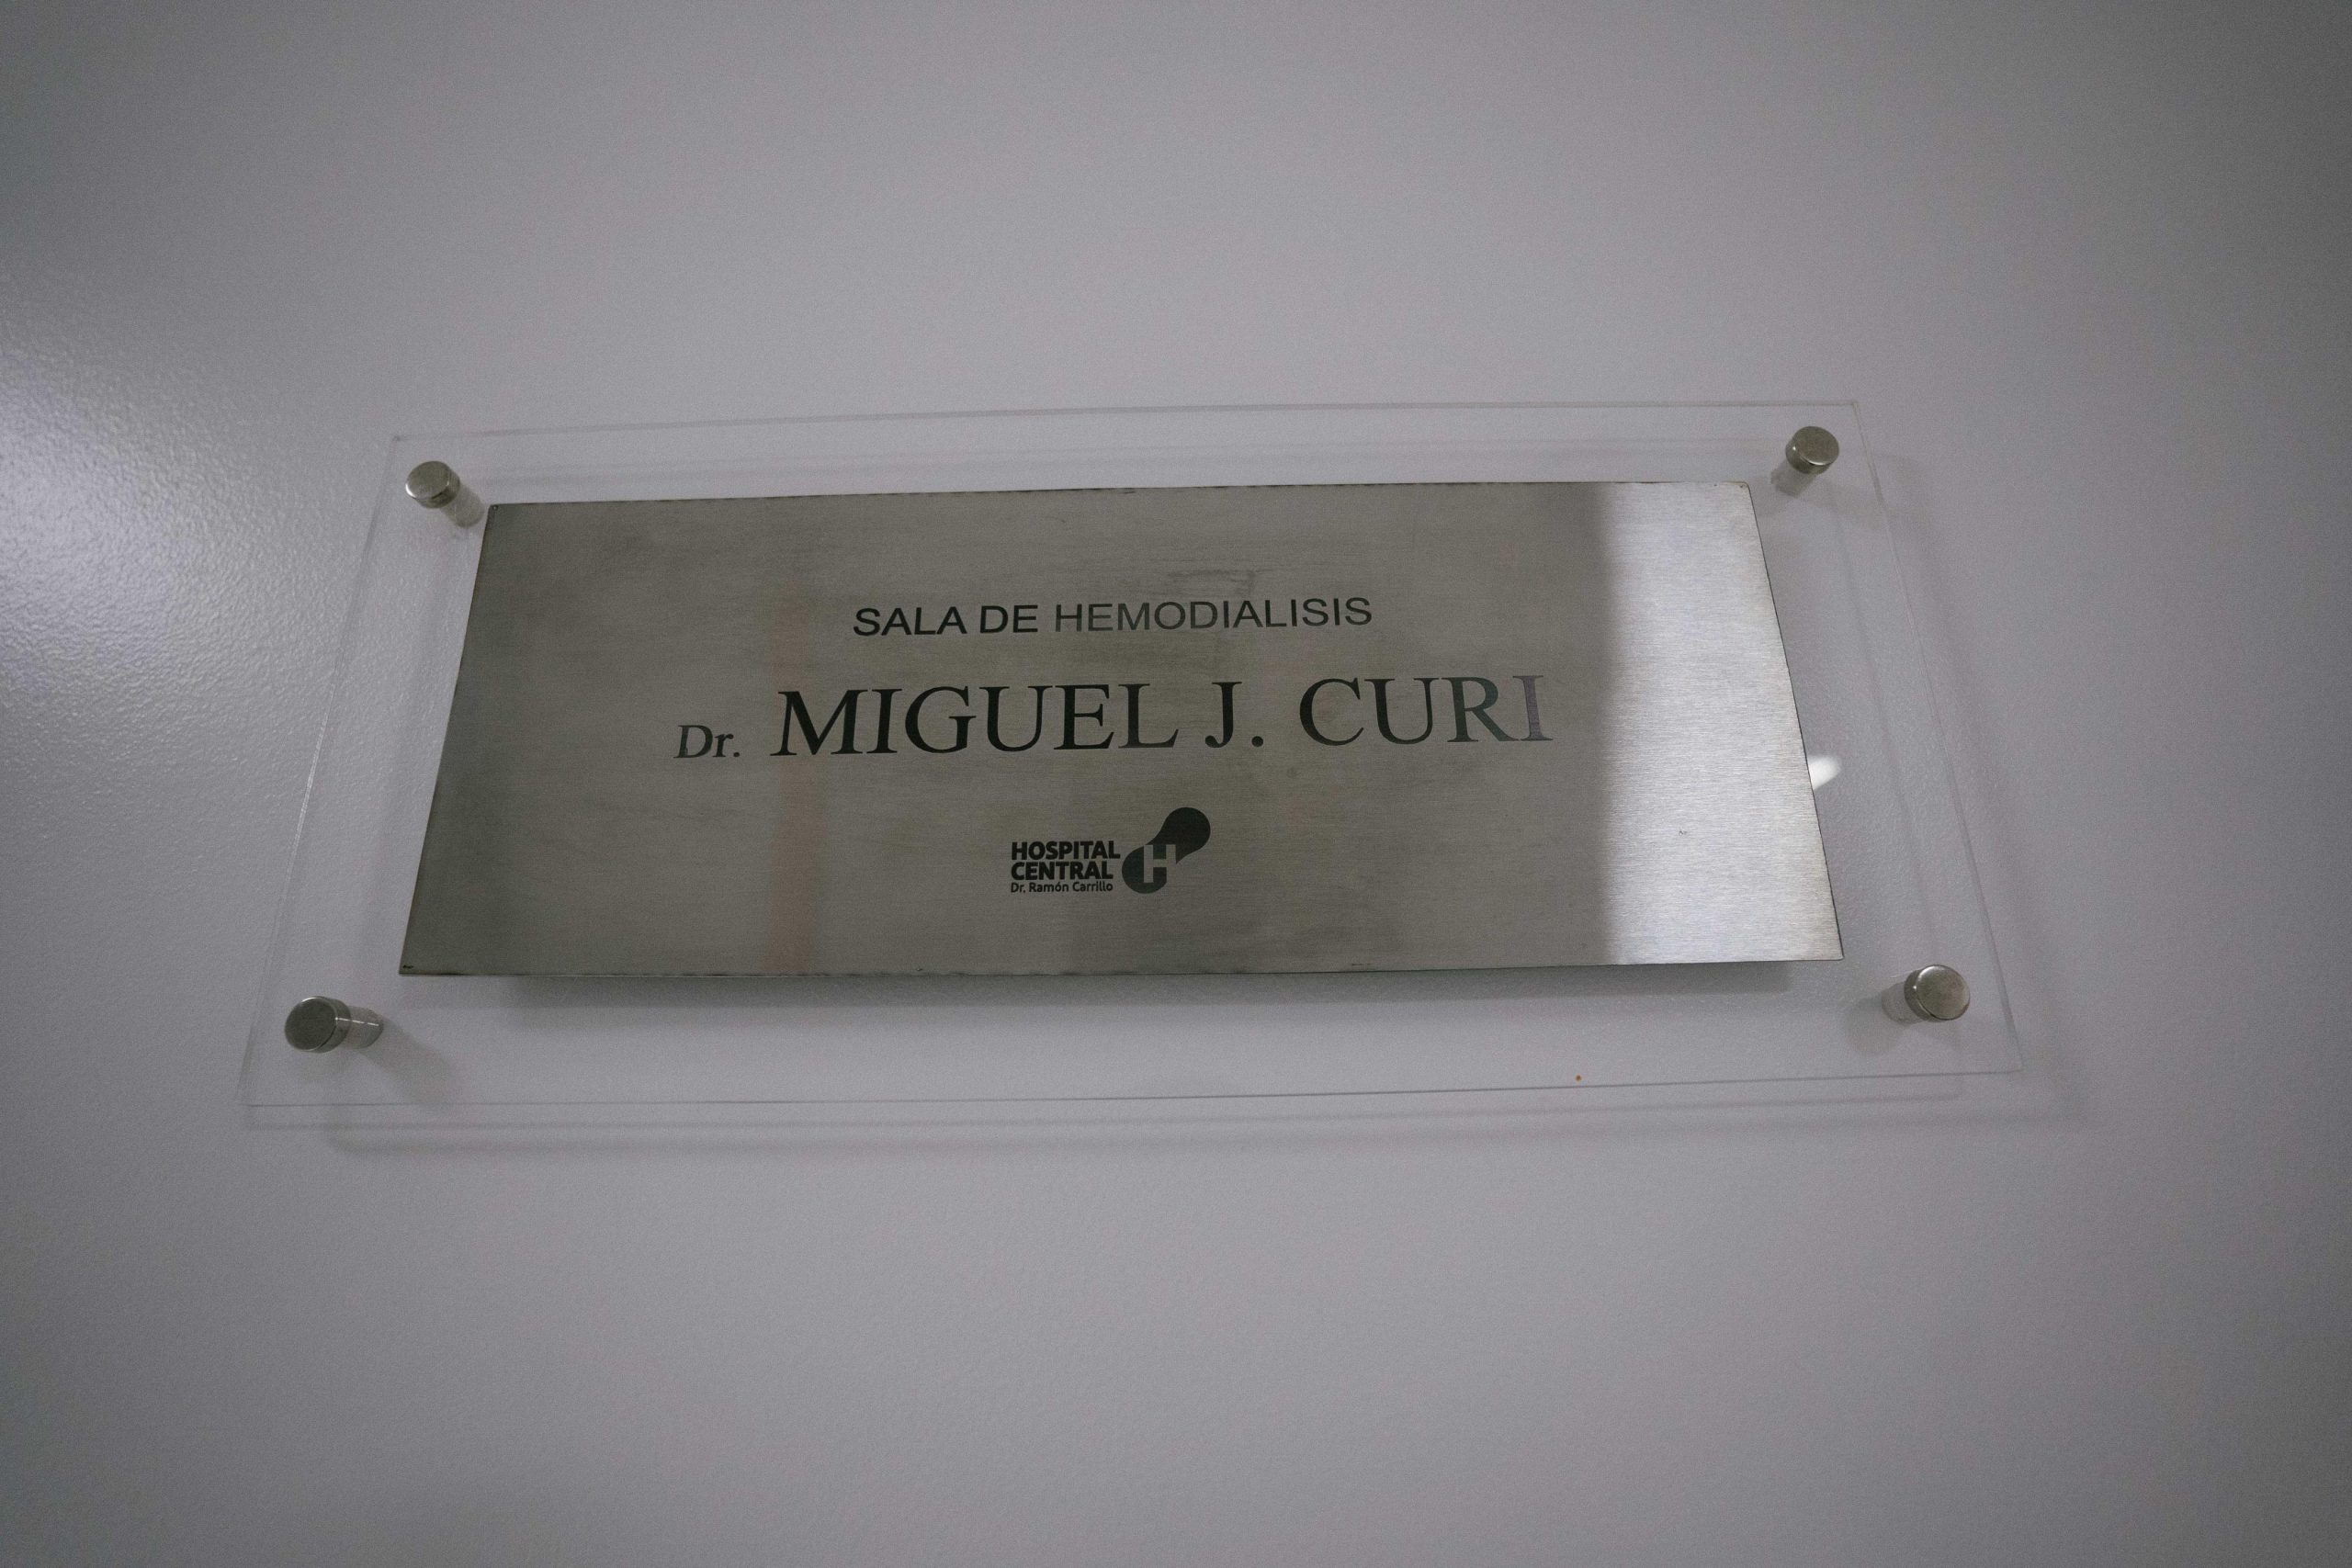 SALA DE HEMODIALISIS
Dr. MIGUEL J. CURI
HOSPITAL
CENTRAL
Dr. Ramón Carrillo
H